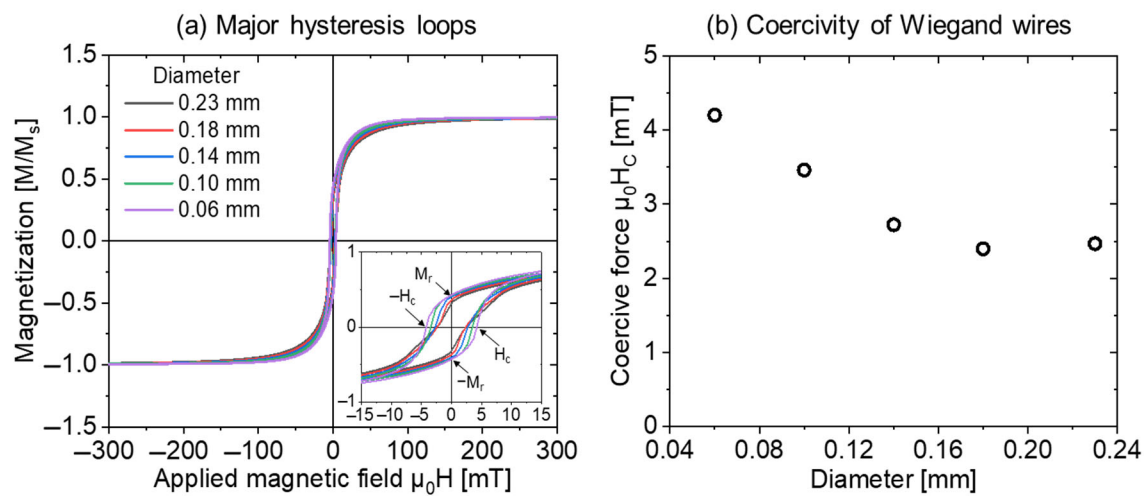 (a) Major hysteresis loops
Magnetization [M/Mₛ]
1.5
1.0
0.5
0.0
−0.5
−1.0
−1.5
Diameter
0.23 mm
0.18 mm
0.14 mm
0.10 mm
0.06 mm
1
0
−1
Mᵣ
−H꜀
H꜀
−Mᵣ
−15 −10 −5 0 5 10 15
−300 −200 −100 0 100 200 300
Applied magnetic field μ₀H [mT]
(b) Coercivity of Wiegand wires
Coercive force μ₀H_C [mT]
5
4
3
2
1
0
0.04 0.08 0.12 0.16 0.20 0.24
Diameter [mm]